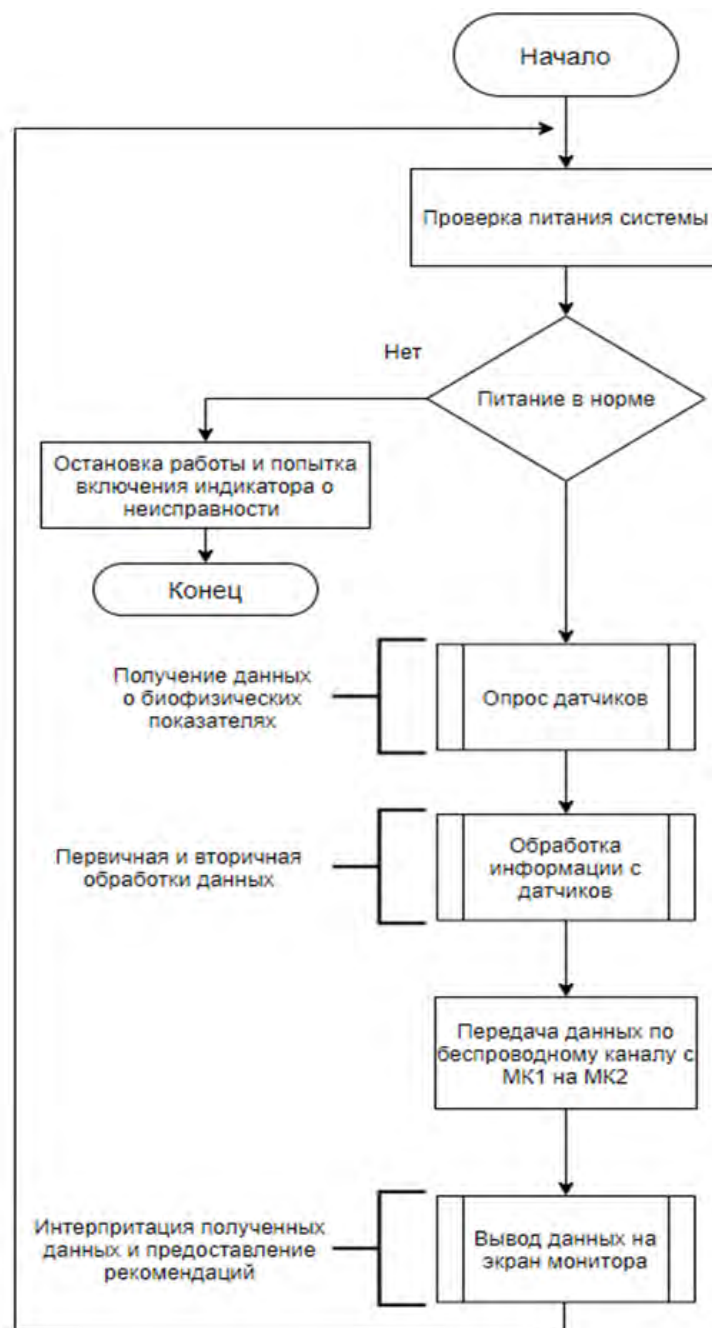 Начало
Проверка питания системы
Нет
Питание в норме
Остановка работы и попытка
включения индикатора о
неисправности
Конец
Получение данных
о биофизических
показателях
Опрос датчиков
Первичная и вторичная
обработки данных
Обработка
информации с
датчиков
Передача данных по
беспроводному каналу с
МК1 на МК2
Интерпритация полученных
данных и предоставление
рекомендаций
Вывод данных на
экран монитора